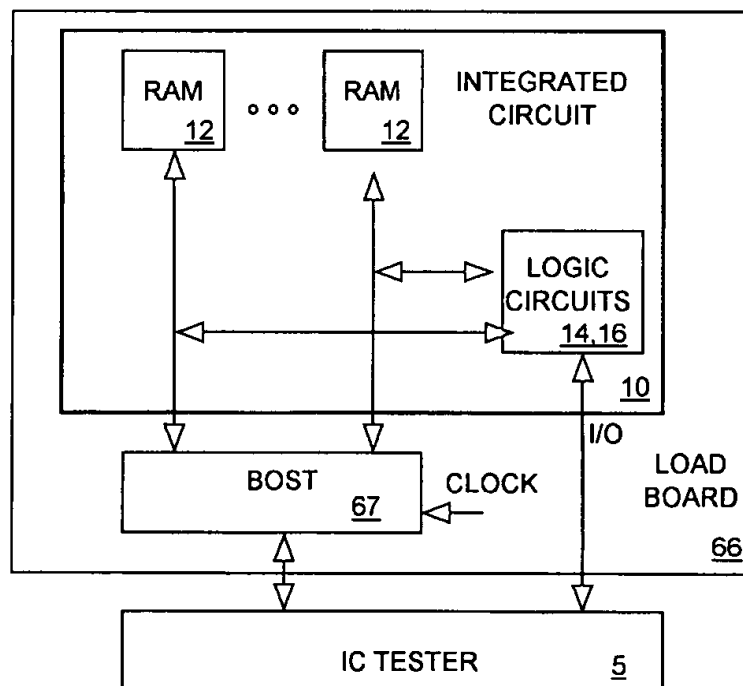 RAM
12
RAM
12
INTEGRATED
CIRCUIT
LOGIC
CIRCUITS
14,16
10
I/O
BOST
67
CLOCK
LOAD
BOARD
66
IC TESTER
5